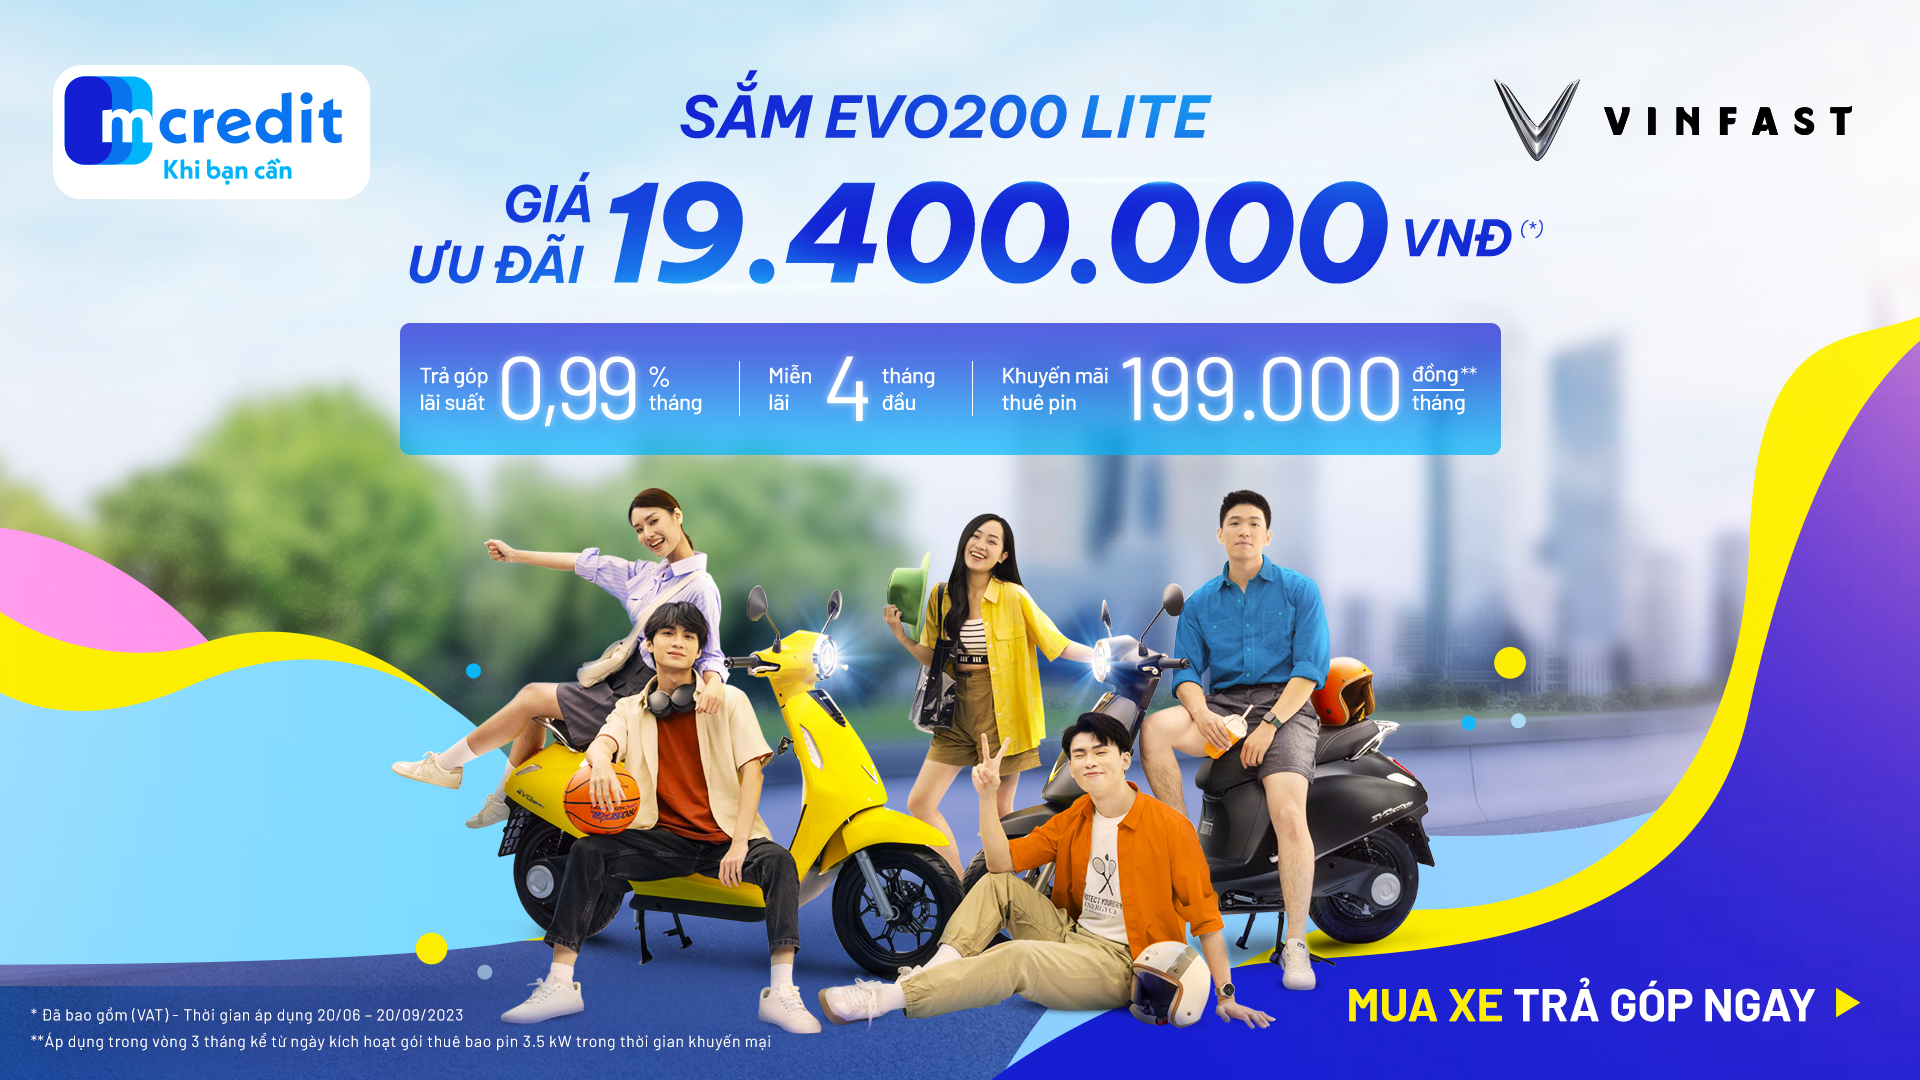 mcredit
Khi bạn cần
SẮM EVO200 LITE
VINFAST
GIÁ
ƯU ĐÃI
19.400.000 VNĐ (*)
Trả góp
lãi suất
0,99
%
tháng
Miễn
lãi
4
tháng
đầu
Khuyến mãi
thuê pin
199.000
đồng**
tháng
MUA XE TRẢ GÓP NGAY
* Đã bao gồm (VAT) - Thời gian áp dụng 20/06 – 20/09/2023
**Áp dụng trong vòng 3 tháng kể từ ngày kích hoạt gói thuê bao pin 3.5 kW trong thời gian khuyến mại